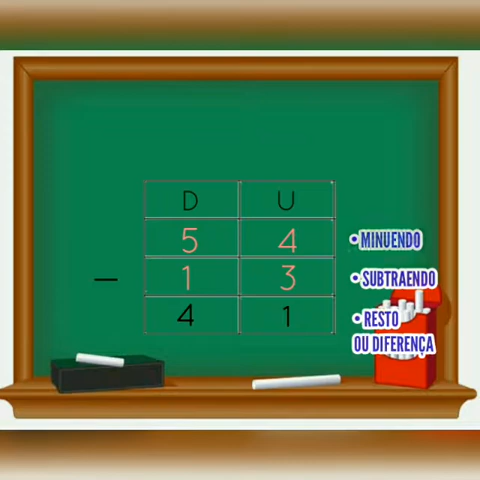 D U
5 4 • MINUENDO
— 1 3 • SUBTRAENDO
4 1 • RESTO
OU DIFERENÇA